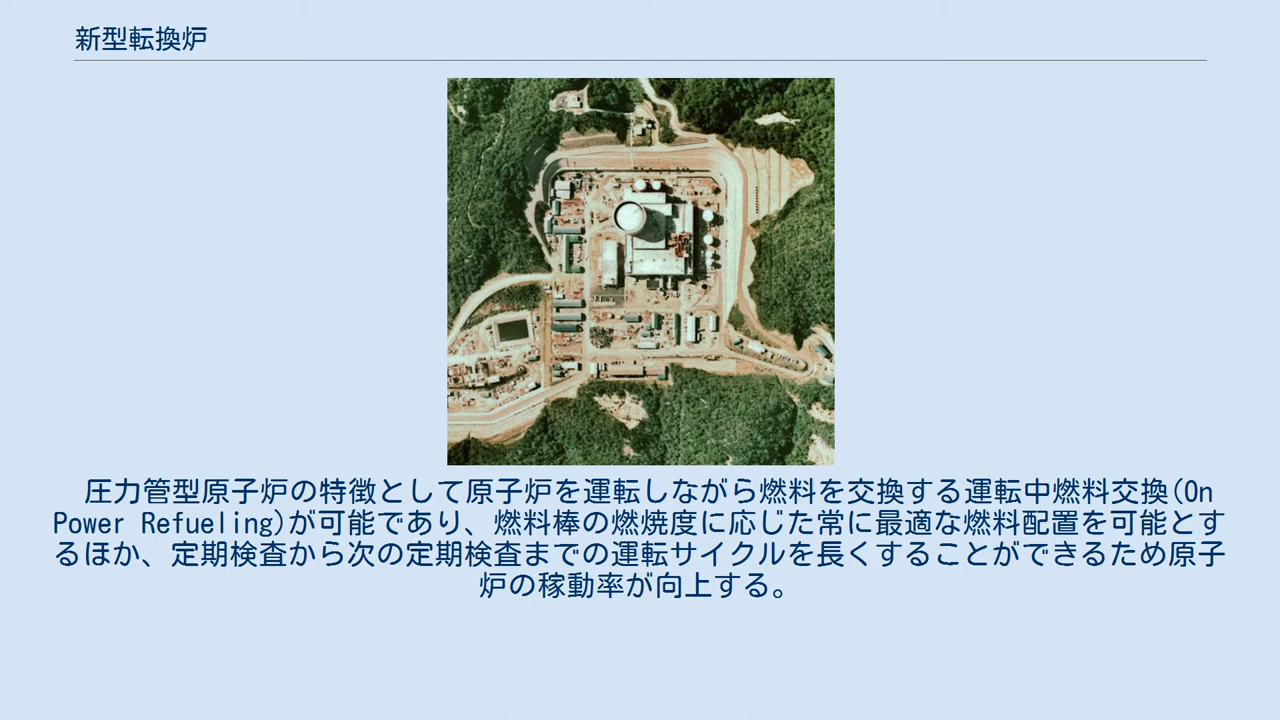 新型転換炉
圧力管型原子炉の特徴として原子炉を運転しながら燃料を交換する運転中燃料交換(On
Power Refueling)が可能であり、燃料棒の燃焼度に応じた常に最適な燃料配置を可能とす
るほか、定期検査から次の定期検査までの運転サイクルを長くすることができるため原子
炉の稼動率が向上する。